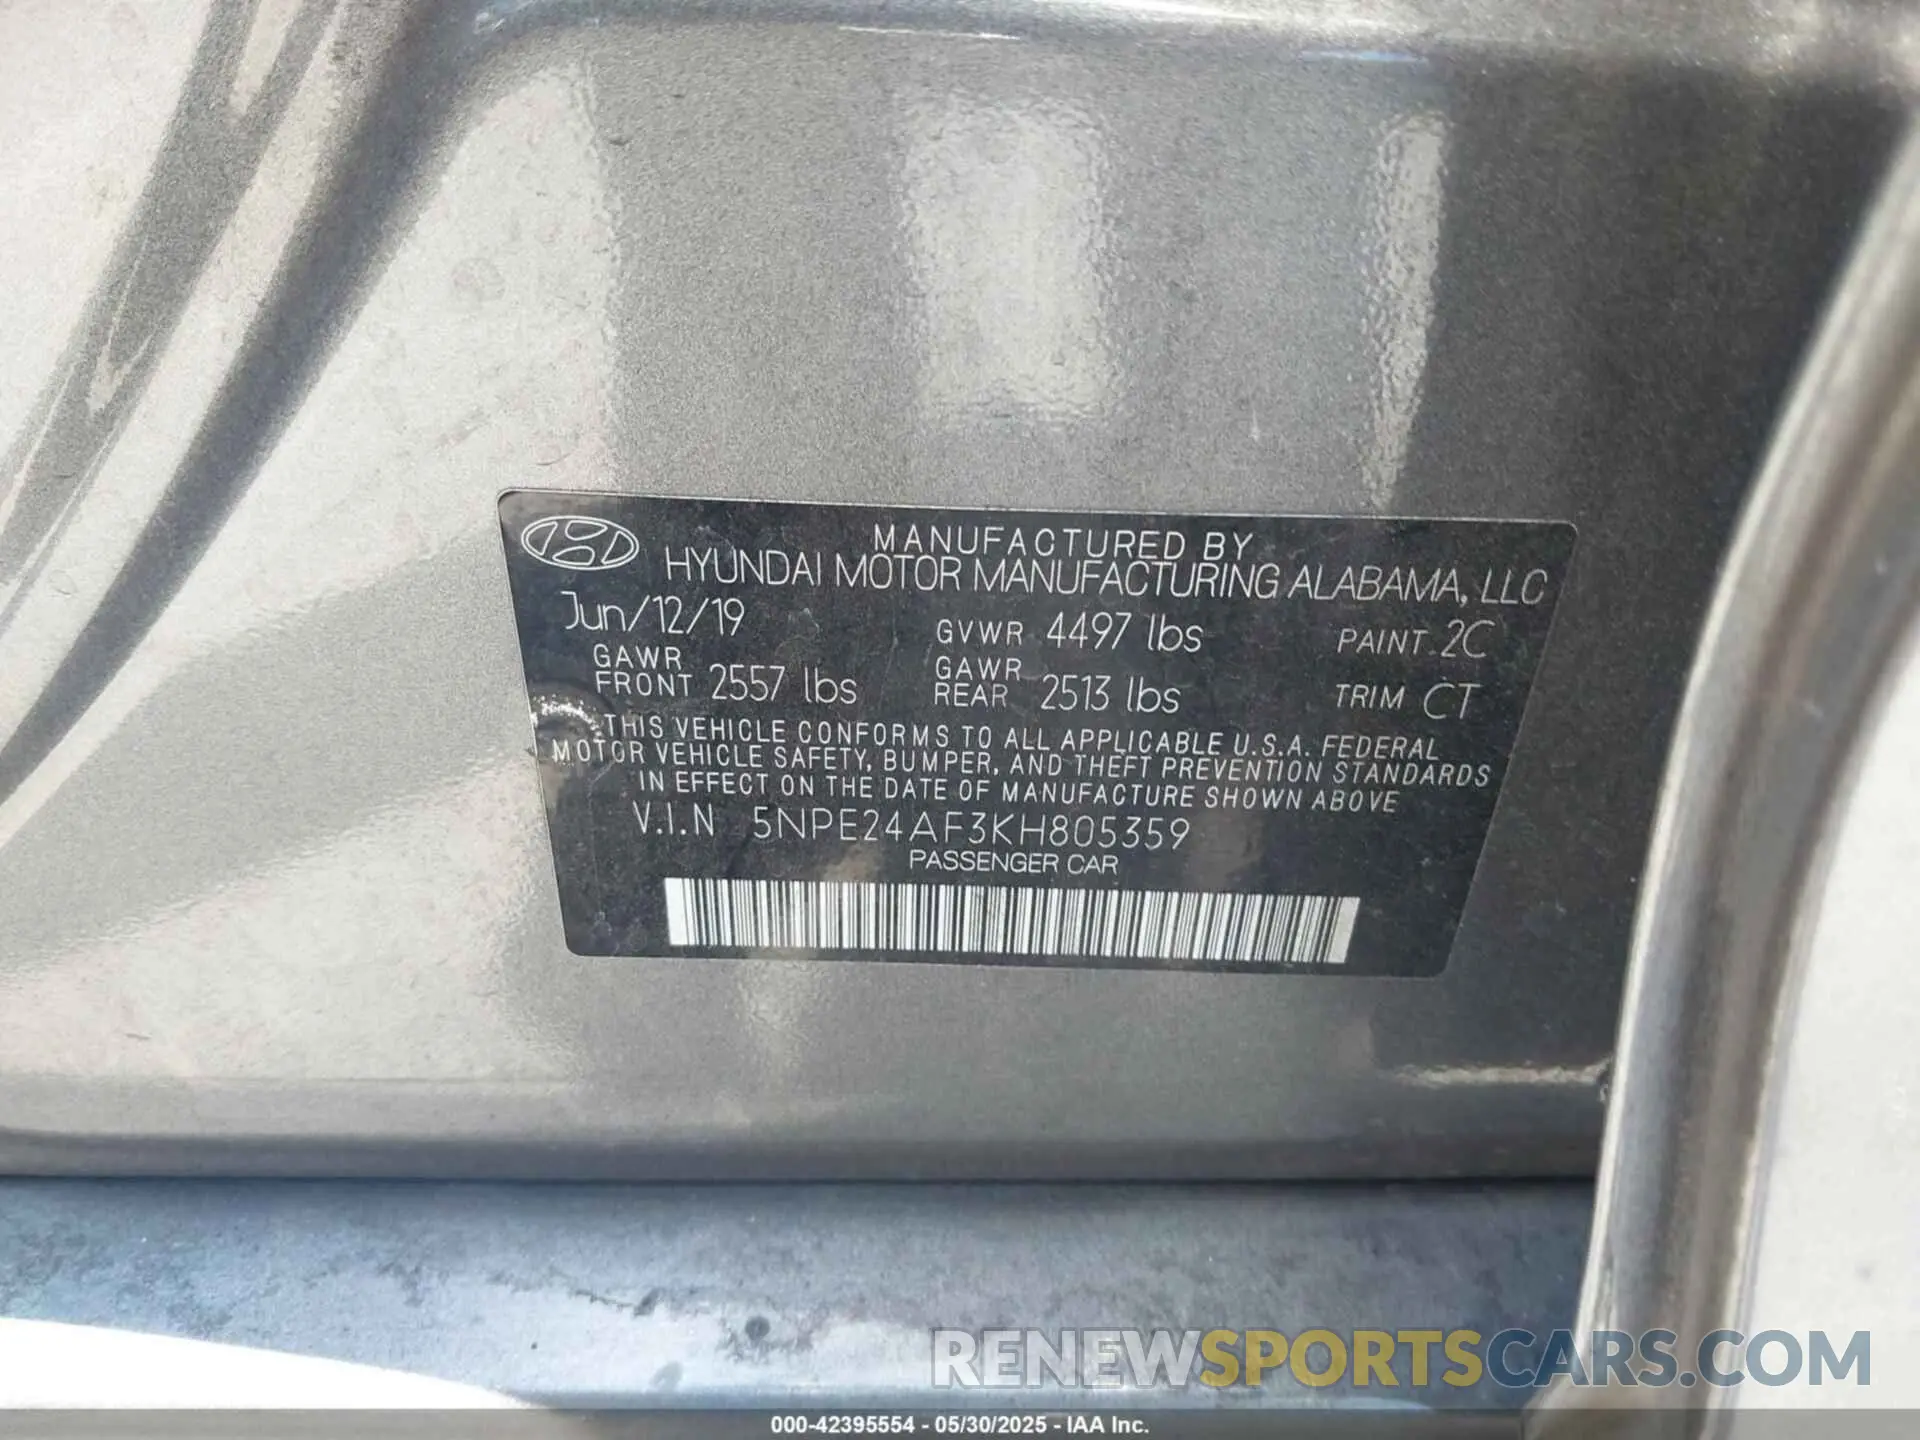 MANUFACTURED BY
HYUNDAI MOTOR MANUFACTURING ALABAMA, LLC
Jun/12/19 GVWR 4497 lbs PAINT 2C
GAWR FRONT 2557 lbs GAWR REAR 2513 lbs TRIM CT
THIS VEHICLE CONFORMS TO ALL APPLICABLE U.S.A. FEDERAL
MOTOR VEHICLE SAFETY, BUMPER, AND THEFT PREVENTION STANDARDS
IN EFFECT ON THE DATE OF MANUFACTURE SHOWN ABOVE
V.I.N 5NPE24AF3KH805359
PASSENGER CAR
RENEWSPORTSCARS.COM
000-42395554 - 05/30/2025 - IAA Inc.